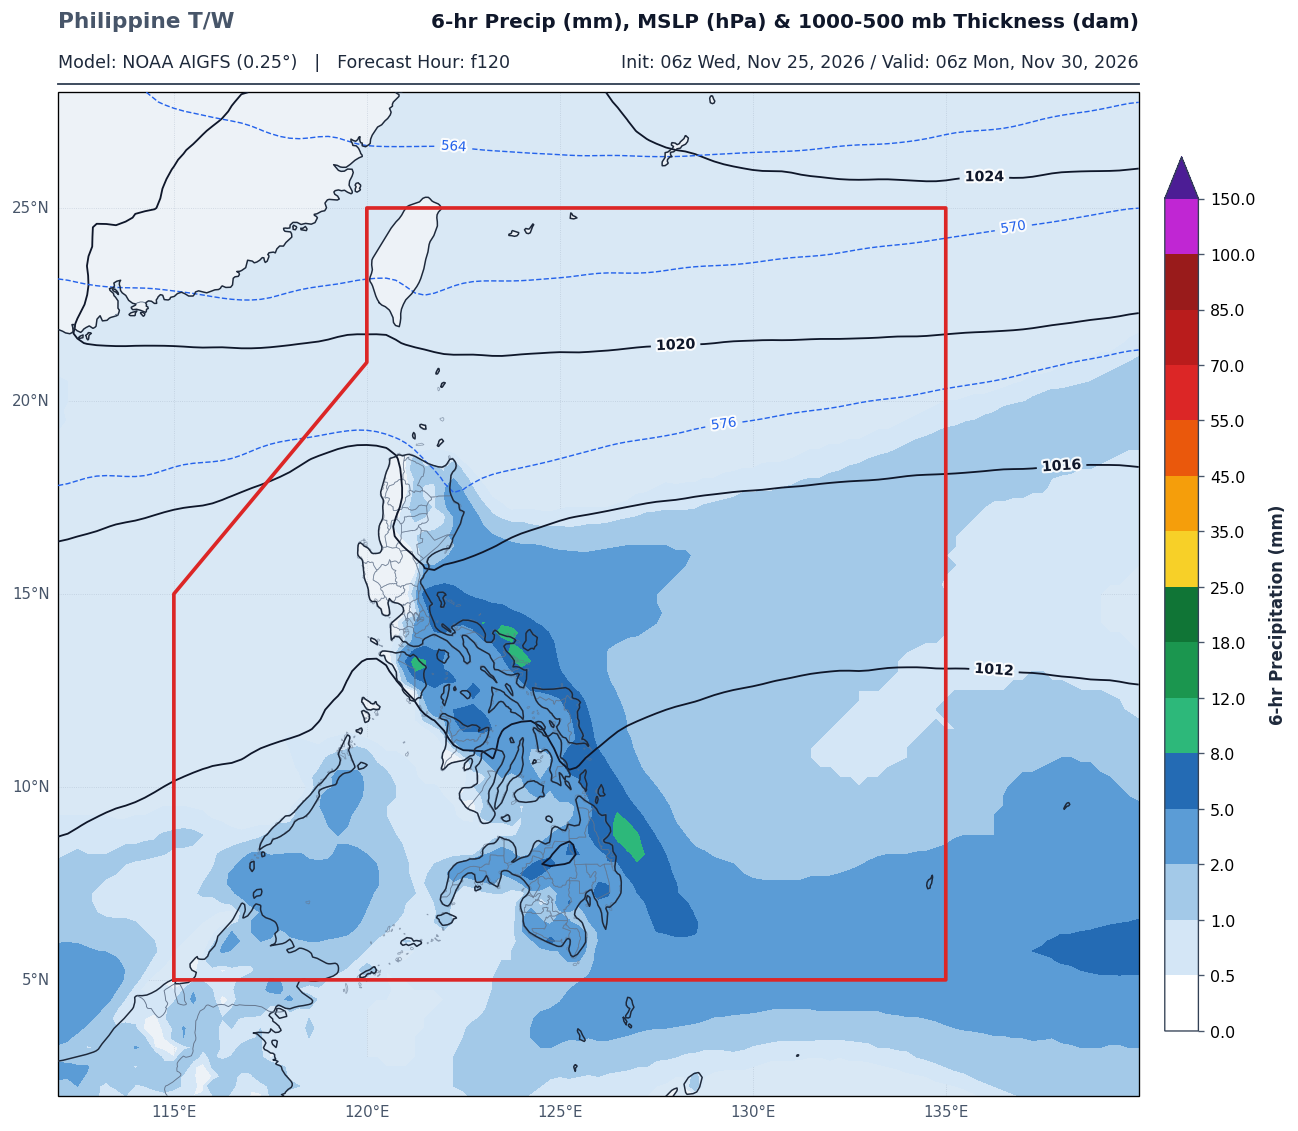 Philippine T/W
6-hr Precip (mm), MSLP (hPa) & 1000-500 mb Thickness (dam)
Model: NOAA AIGFS (0.25°) | Forecast Hour: f120
Init: 06z Wed, Nov 25, 2026 / Valid: 06z Mon, Nov 30, 2026
564
1024
25°N
570
1020
20°N
576
1016
15°N
1012
10°N
5°N
115°E
120°E
125°E
130°E
135°E
150.0
100.0
85.0
70.0
55.0
45.0
35.0
25.0
18.0
12.0
8.0
5.0
2.0
1.0
0.5
0.0
6-hr Precipitation (mm)